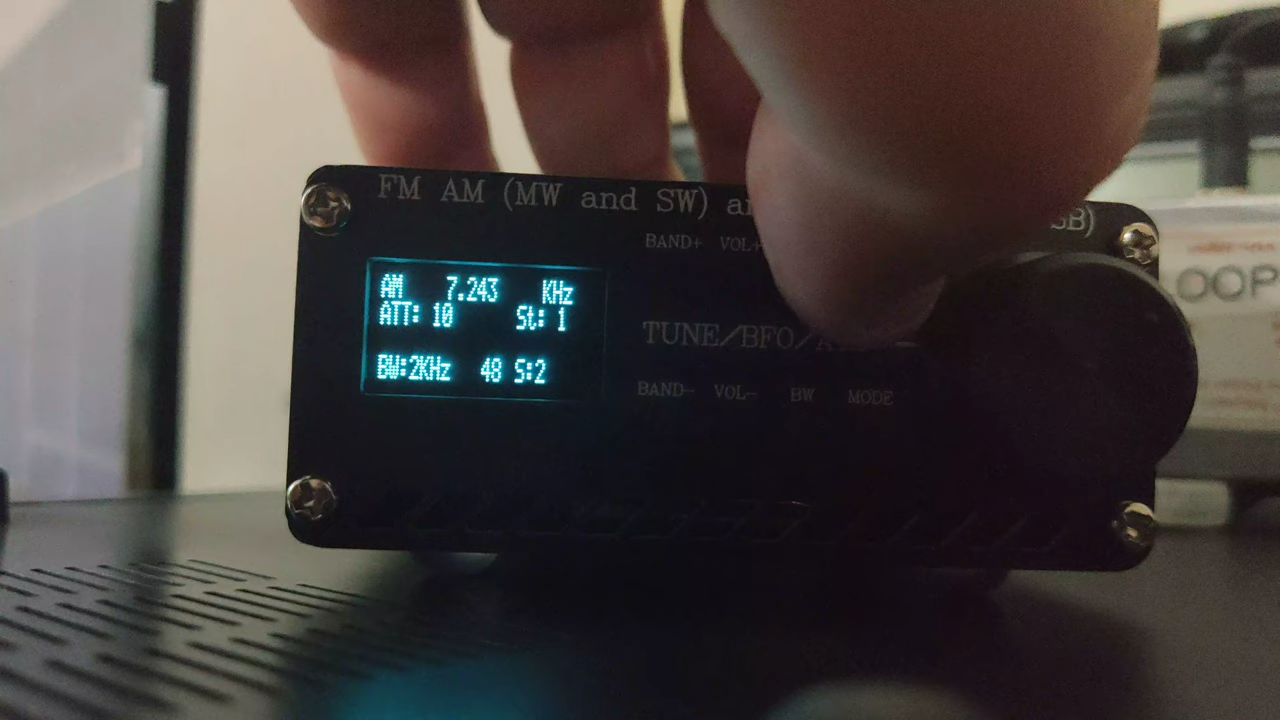 FM AM (MW and SW)
BAND+ VOL+
AM 7.243 KHz
ATT: 10 St: 1
TUNE/BFO/
BW:2KHz 48 S:2
BAND- VOL- BW MODE
OOP